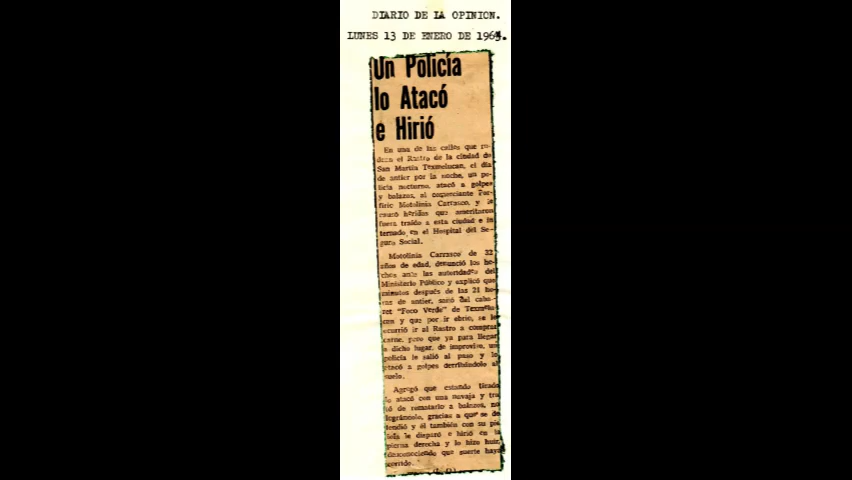 DIARIO DE LA OPINION.
LUNES 13 DE ENERO DE 1964.
Un Policía
lo Atacó
e Hirió
En una de las calles que ro-
dean el Rastro de la ciudad de
San Martín Texmelucan, el día
de antier por la noche, un po-
licía nocturno, atacó a golpes
y balazos, al comerciante Por-
firio Motolinia Carrasco, y le
causó heridas que ameritaron
fuera traído a esta ciudad e in
ternado en el Hospital del Se-
guro Social.
Motolinia Carrasco de 32
años de edad, denunció los he-
chos ante las autoridades del
Ministerio Público y explicó que
minutos después de las 21 ho-
ras de antier, salió del caba-
ret "Foco Verde" de Texmelu
can y que por ir ebrio, se le
ocurrió ir al Rastro a comprar
carne, pero que ya para llegar
a dicho lugar, de improviso, un
policía le salió al paso y lo
atacó a golpes derribándolo al
suelo.
Agregó que estando tirado
lo atacó con una navaja y tra
tó de rematarlo a balazos, no
lográndolo, gracias a que se de
fendió y él también con su pis
tola le disparó e hirió en la
pierna derecha y lo hizo huir,
desconociendo que suerte haya
corrido.